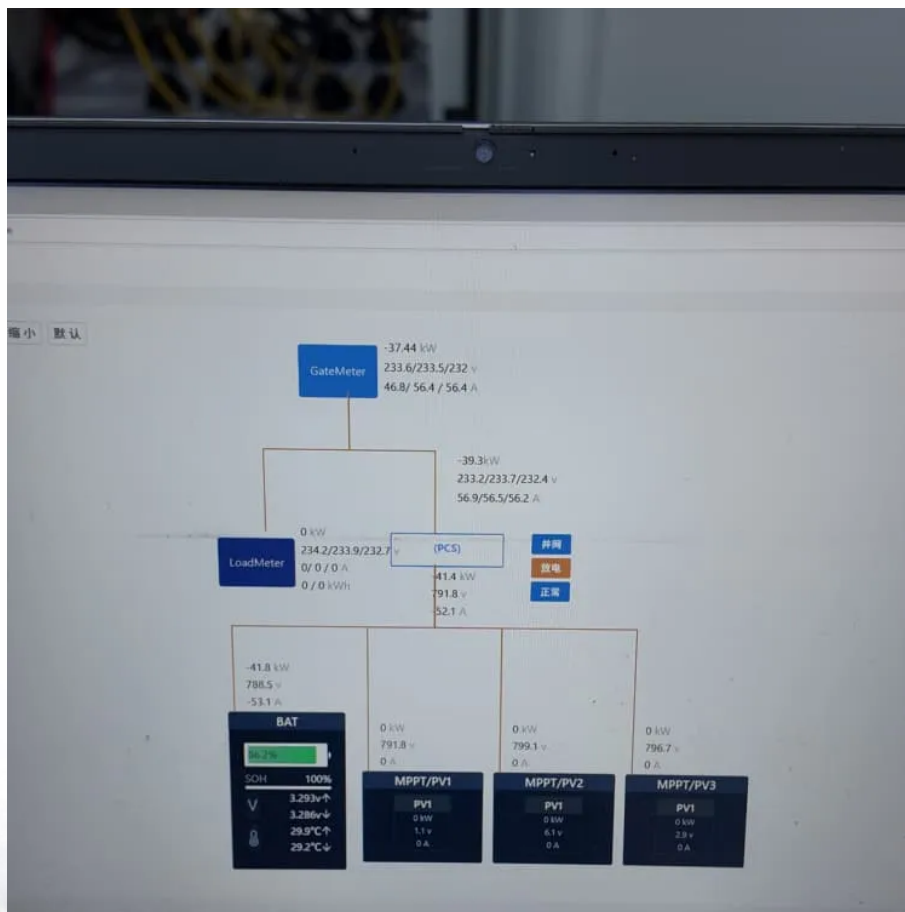 缩小 默认
-37.44 kW
GateMeter
233.6/233.5/232 v
46.8/ 56.4 / 56.4 A
-39.3kW
233.2/233.7/232.4 v
56.9/56.5/56.2 A
0 kW
234.2/233.9/232.7 v
LoadMeter
0/ 0 / 0 A
0 / 0 kWh
(PCS)
并网
放电
正常
-41.4 kW
791.8 v
-52.1 A
-41.8 kW
788.5 v
-53.1 A
BAT
86.2%
SOH 100%
V
3.293v↑
3.286v↓
29.9℃↑
29.2℃↓
0 kW
791.8 v
0 A
MPPT/PV1
PV1
0 kW
1.1 v
0 A
0 kW
799.1 v
0 A
MPPT/PV2
PV1
0 kW
6.1 v
0 A
0 kW
796.7 v
0 A
MPPT/PV3
PV1
0 kW
2.9 v
0 A